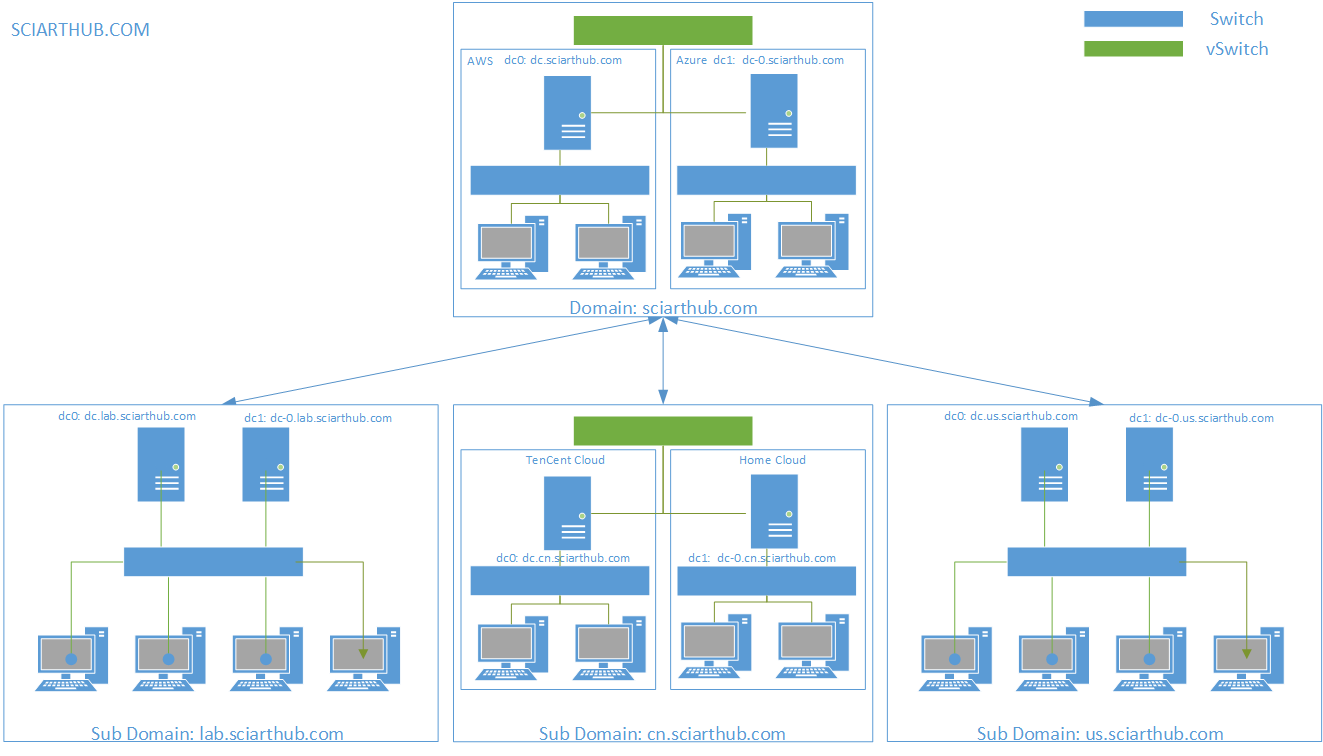 SCIARTHUB.COM
Switch
vSwitch
AWS dc0: dc.sciarthub.com
Azure dc1: dc-0.sciarthub.com
Domain: sciarthub.com
dc0: dc.lab.sciarthub.com
dc1: dc-0.lab.sciarthub.com
Sub Domain: lab.sciarthub.com
TenCent Cloud
Home Cloud
dc0: dc.cn.sciarthub.com
dc1: dc-0.cn.sciarthub.com
Sub Domain: cn.sciarthub.com
dc0: dc.us.sciarthub.com
dc1: dc-0.us.sciarthub.com
Sub Domain: us.sciarthub.com